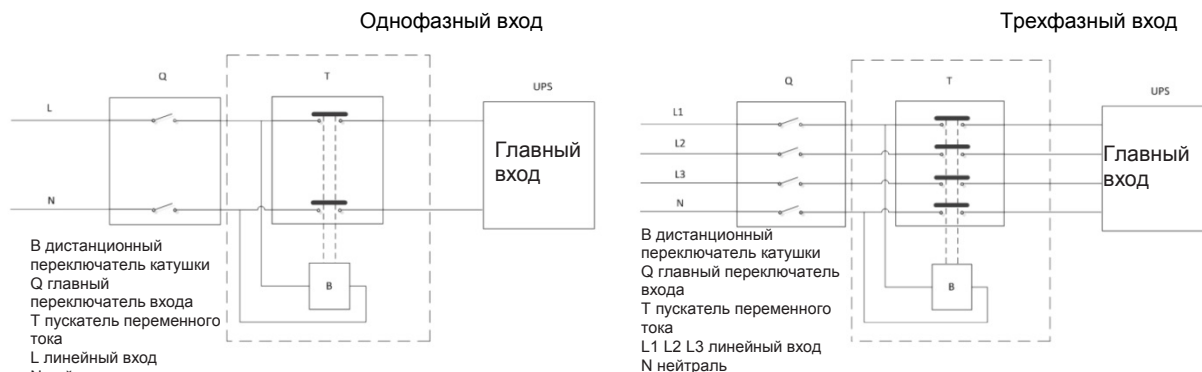 Однофазный вход
Q
T
UPS
L
Главный
вход
N
B
В дистанционный
переключатель катушки
Q главный
переключатель входа
Т пускатель переменного
тока
L линейный вход
Трехфазный вход
Q
T
UPS
L1
L2
Главный
вход
L3
N
B
В дистанционный
переключатель катушки
Q главный переключатель
входа
Т пускатель переменного
тока
L1 L2 L3 линейный вход
N нейтраль